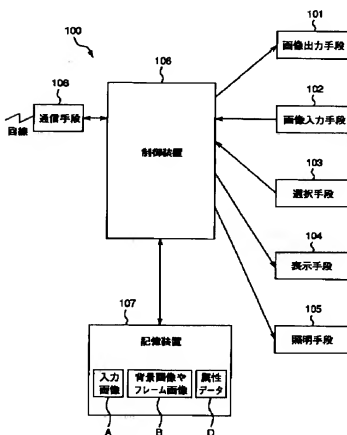 100
108
通信手段
回線
106
制御装置
101
画像出力手段
102
画像入力手段
103
選択手段
104
表示手段
105
照明手段
107
記憶装置
入力
画像
背景画像や
フレーム画像
属性
データ
A
B
D